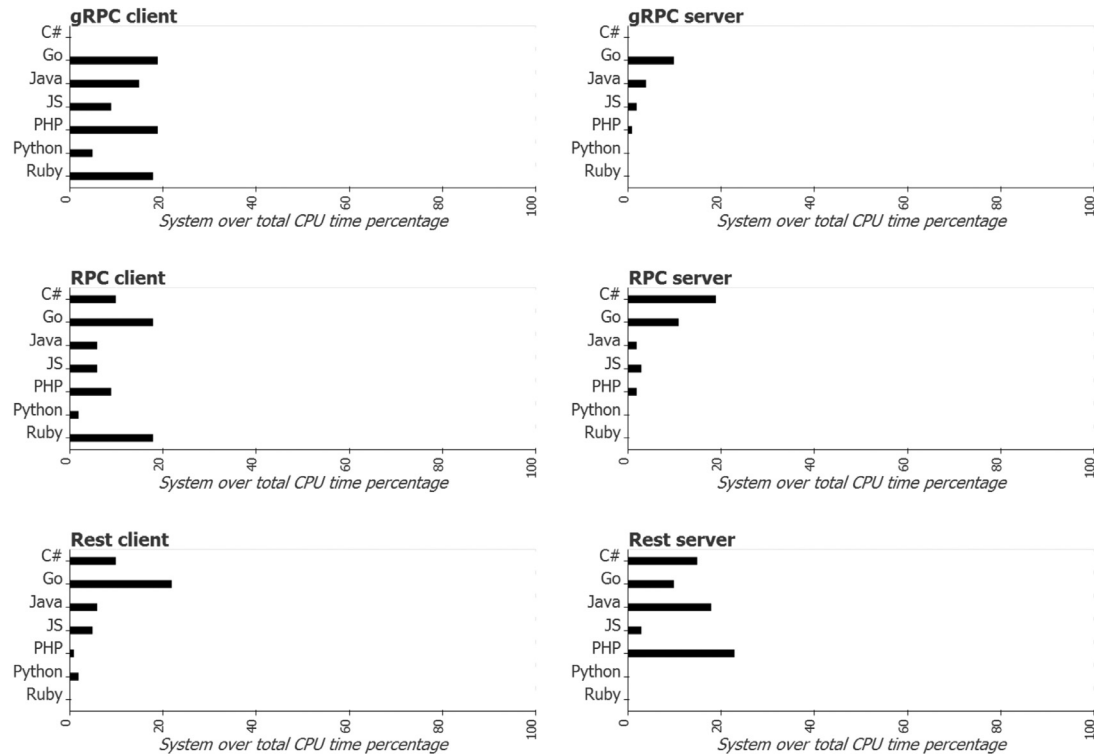 gRPC client
C#
Go
Java
JS
PHP
Python
Ruby
0 20 40 60 80 100
System over total CPU time percentage
gRPC server
C#
Go
Java
JS
PHP
Python
Ruby
0 20 40 60 80 100
System over total CPU time percentage
RPC client
C#
Go
Java
JS
PHP
Python
Ruby
0 20 40 60 80 100
System over total CPU time percentage
RPC server
C#
Go
Java
JS
PHP
Python
Ruby
0 20 40 60 80 100
System over total CPU time percentage
Rest client
C#
Go
Java
JS
PHP
Python
Ruby
0 20 40 60 80 100
System over total CPU time percentage
Rest server
C#
Go
Java
JS
PHP
Python
Ruby
0 20 40 60 80 100
System over total CPU time percentage